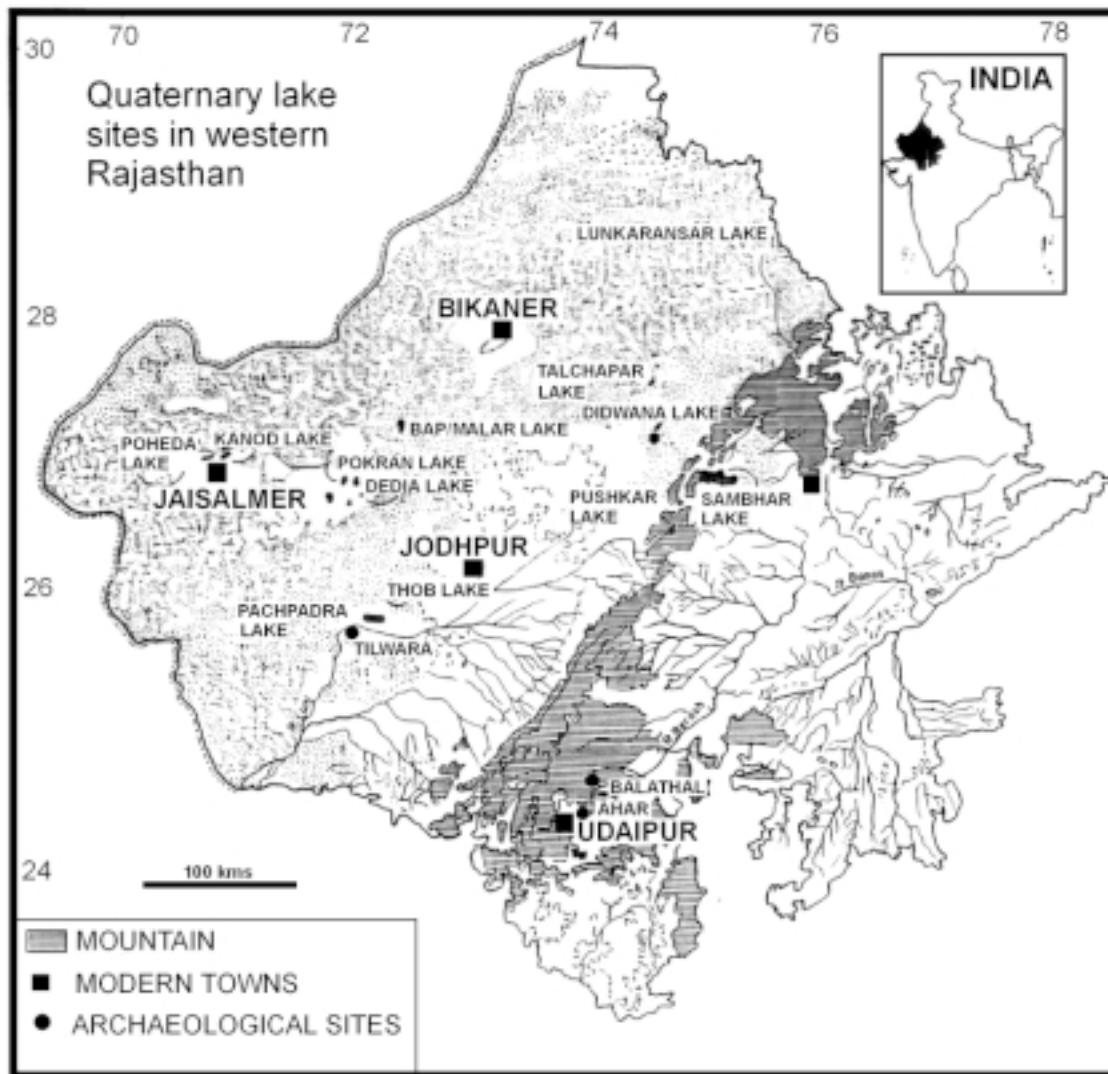 70
72
74
76
78
30
Quaternary lake
sites in western
Rajasthan
INDIA
LUNKARANSAR LAKE
28
BIKANER
TALCHAPAR
LAKE
DIDWANA LAKE
BAP/MALAR LAKE
POHEDA
LAKE
KANOD LAKE
POKRAN LAKE
DEDIA LAKE
JAISALMER
PUSHKAR
LAKE
SAMBHAR
LAKE
JODHPUR
26
THOB LAKE
PACHPADRA
LAKE
TILWARA
R Banas
BALATHAL
AHAR
UDAIPUR
24
100 kms
MOUNTAIN
MODERN TOWNS
ARCHAEOLOGICAL SITES